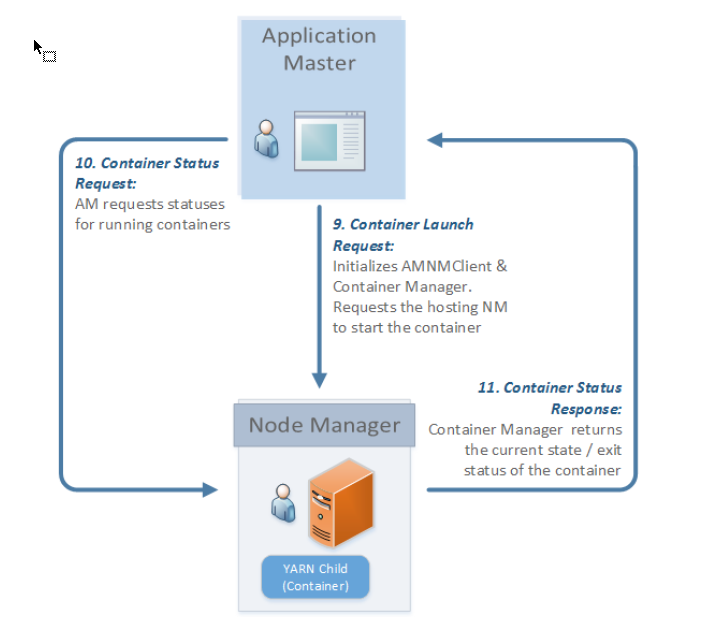 Application
Master
10. Container Status
Request:
AM requests statuses
for running containers
9. Container Launch
Request:
Initializes AMNMClient &
Container Manager.
Requests the hosting NM
to start the container
11. Container Status
Response:
Container Manager returns
the current state / exit
status of the container
Node Manager
YARN Child
(Container)